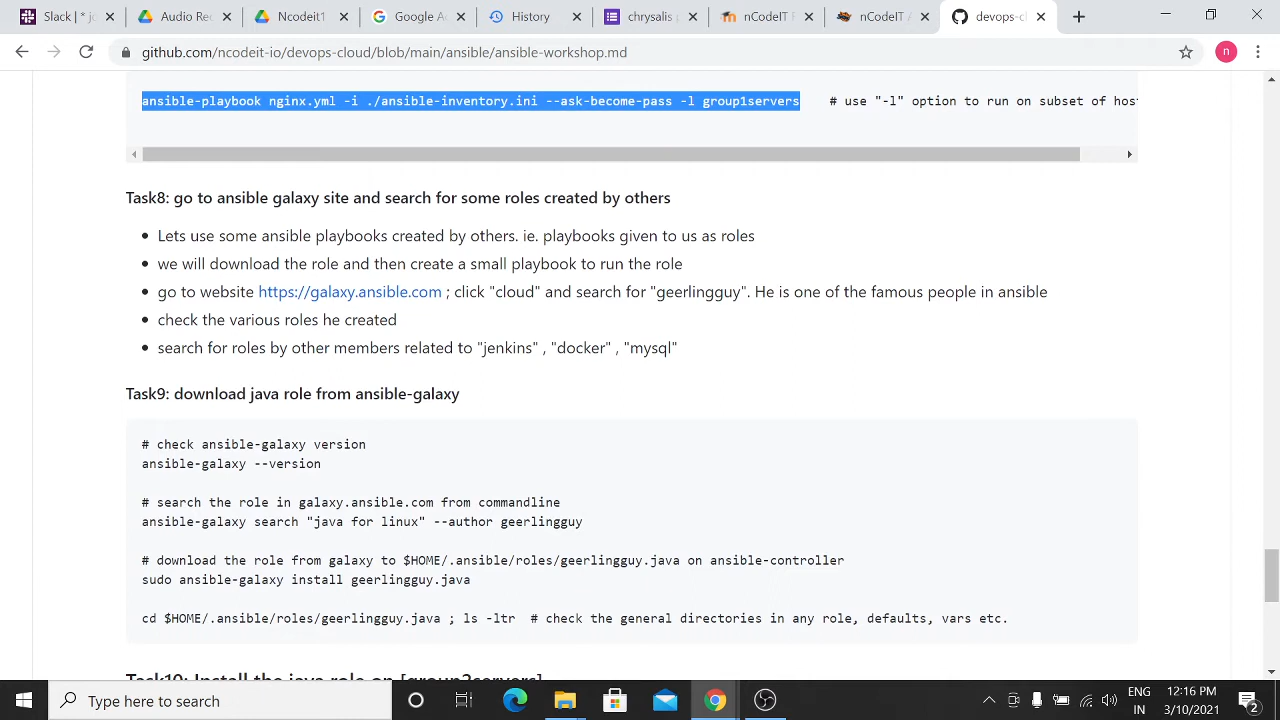 Slack | * j
Audio Re
Ncodeit1
Google A
History
chrysalis p
nCodeIT P
nCodeIT /
devops-cl
github.com/ncodeit-io/devops-cloud/blob/main/ansible/ansible-workshop.md
n
ansible-playbook nginx.yml -i ./ansible-inventory.ini --ask-become-pass -l group1servers # use "-l" option to run on subset of host
Task8: go to ansible galaxy site and search for some roles created by others
Lets use some ansible playbooks created by others. ie. playbooks given to us as roles
we will download the role and then create a small playbook to run the role
go to website https://galaxy.ansible.com ; click "cloud" and search for "geerlingguy". He is one of the famous people in ansible
check the various roles he created
search for roles by other members related to "jenkins" , "docker" , "mysql"
Task9: download java role from ansible-galaxy
# check ansible-galaxy version
ansible-galaxy --version
# search the role in galaxy.ansible.com from commandline
ansible-galaxy search "java for linux" --author geerlingguy
# download the role from galaxy to $HOME/.ansible/roles/geerlingguy.java on ansible-controller
sudo ansible-galaxy install geerlingguy.java
cd $HOME/.ansible/roles/geerlingguy.java ; ls -ltr # check the general directories in any role, defaults, vars etc.
Task10: Install the java role on [group2servers]
Type here to search
ENG
IN
12:16 PM
3/10/2021
2